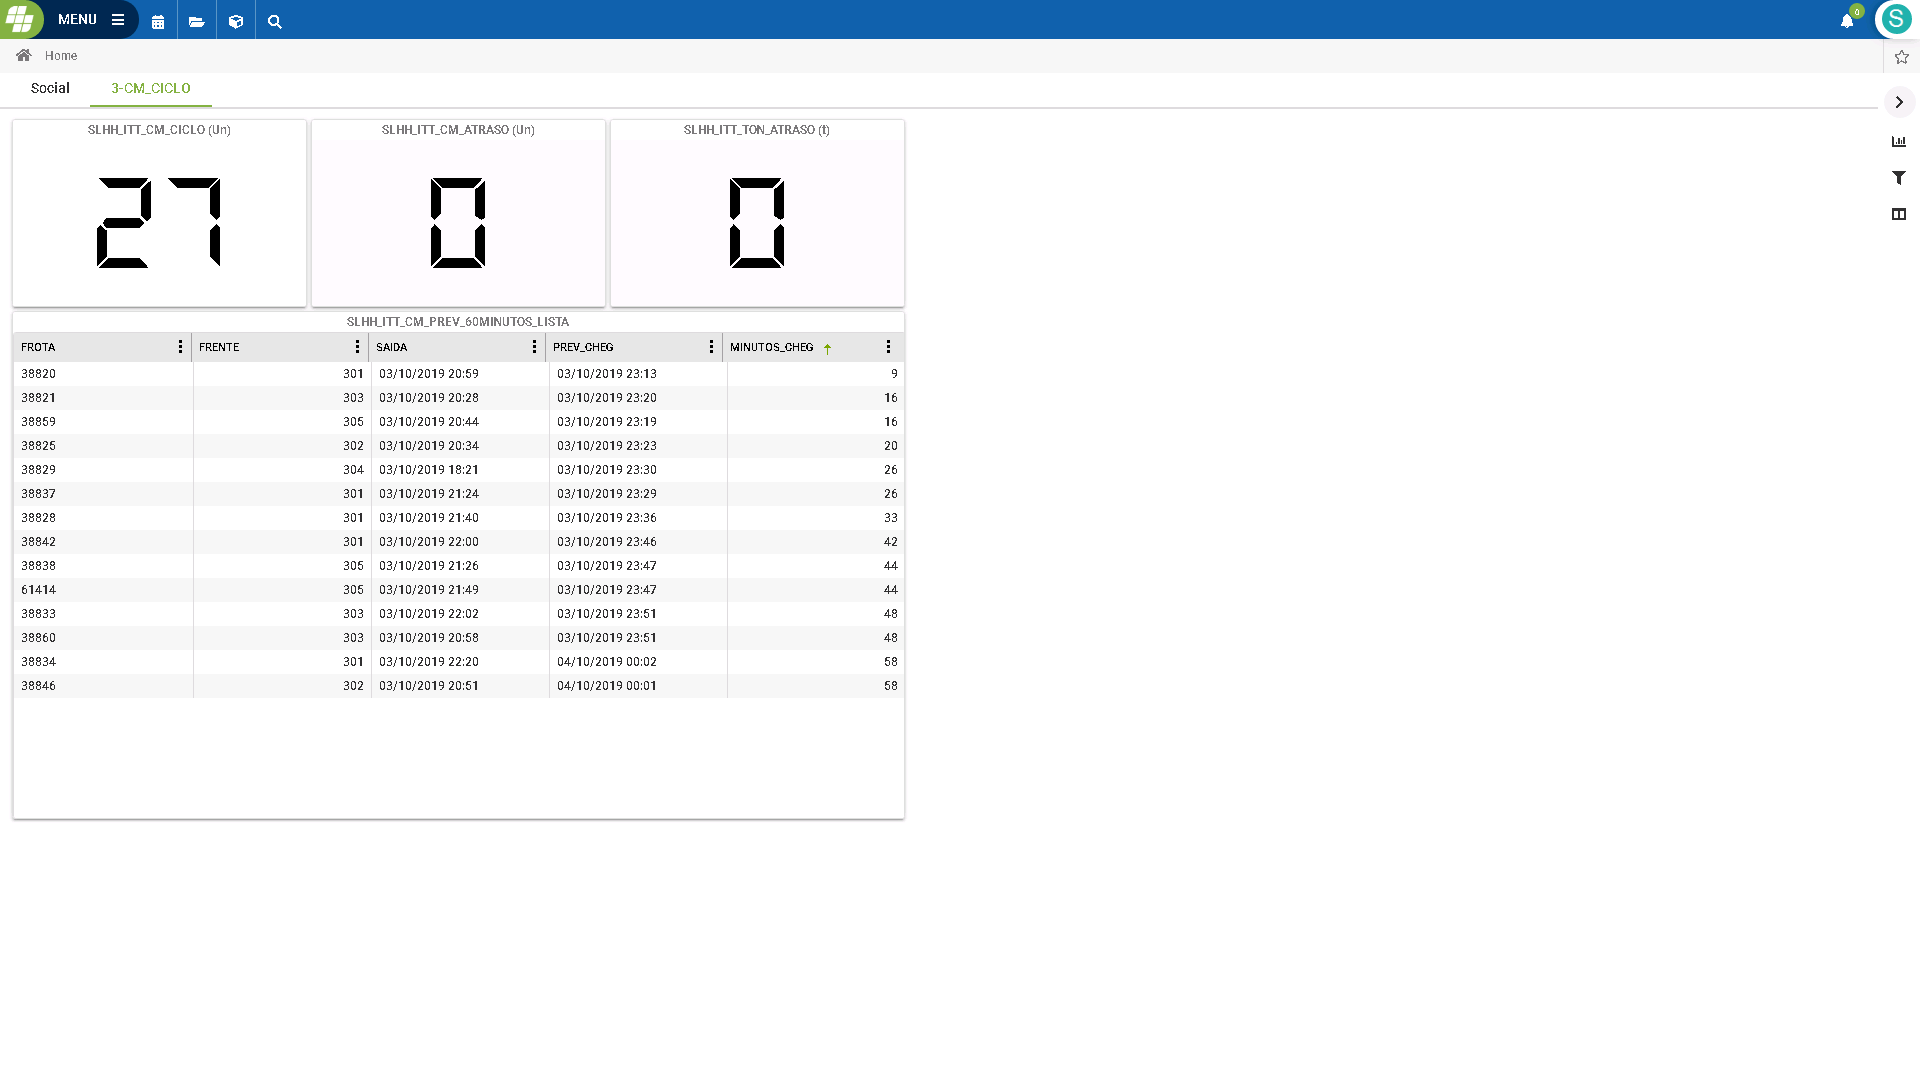 MENU
0
S
Home
Social
3-CM_CICLO
SLHH_ITT_CM_CICLO (Un)
SLHH_ITT_CM_ATRASO (Un)
SLHH_ITT_TON_ATRASO (t)
27
0
0
SLHH_ITT_CM_PREV_60MINUTOS_LISTA
FROTA FRENTE SAIDA PREV_CHEG MINUTOS_CHEG
38820 301 03/10/2019 20:59 03/10/2019 23:13 9
38821 303 03/10/2019 20:28 03/10/2019 23:20 16
38859 305 03/10/2019 20:44 03/10/2019 23:19 16
38825 302 03/10/2019 20:34 03/10/2019 23:23 20
38829 304 03/10/2019 18:21 03/10/2019 23:30 26
38837 301 03/10/2019 21:24 03/10/2019 23:29 26
38828 301 03/10/2019 21:40 03/10/2019 23:36 33
38842 301 03/10/2019 22:00 03/10/2019 23:46 42
38838 305 03/10/2019 21:26 03/10/2019 23:47 44
61414 305 03/10/2019 21:49 03/10/2019 23:47 44
38833 303 03/10/2019 22:02 03/10/2019 23:51 48
38860 303 03/10/2019 20:58 03/10/2019 23:51 48
38834 301 03/10/2019 22:20 04/10/2019 00:02 58
38846 302 03/10/2019 20:51 04/10/2019 00:01 58